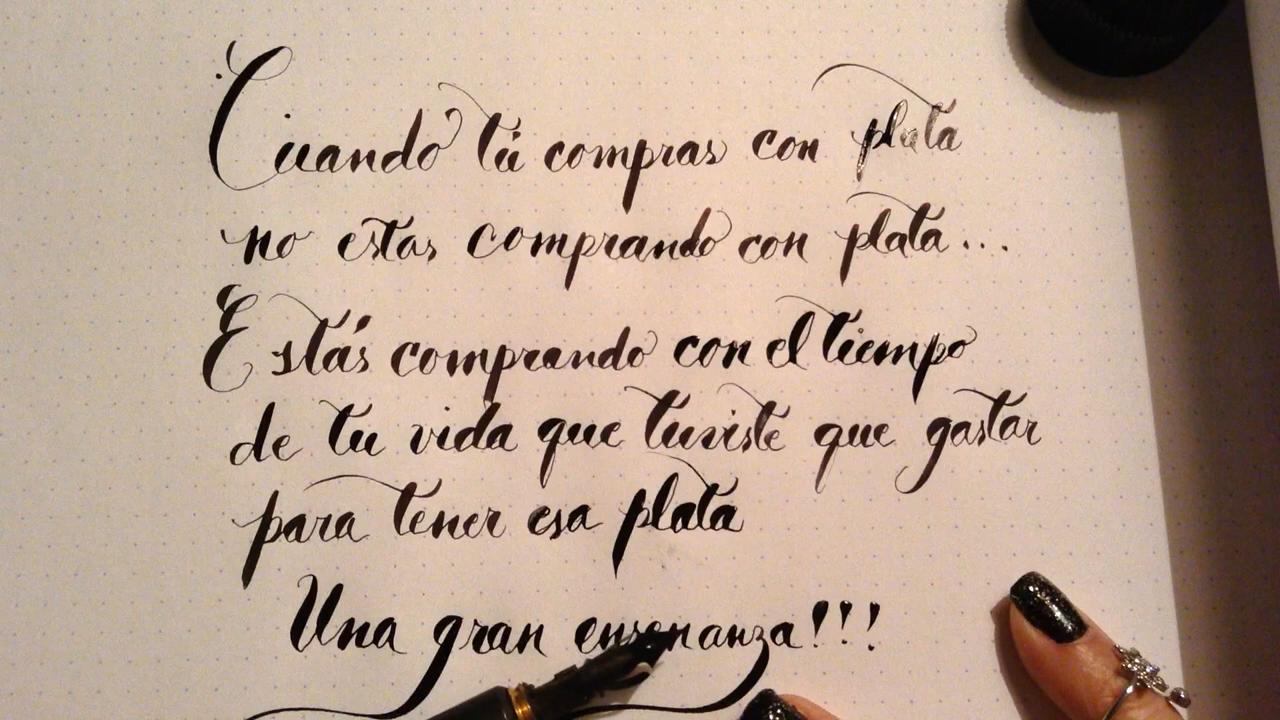 Cuando tú compras con plata
no estas comprando con plata...
Estás comprando con el tiempo
de tu vida que tuviste que gastar
para tener esa plata
Una gran ensenanza!!!